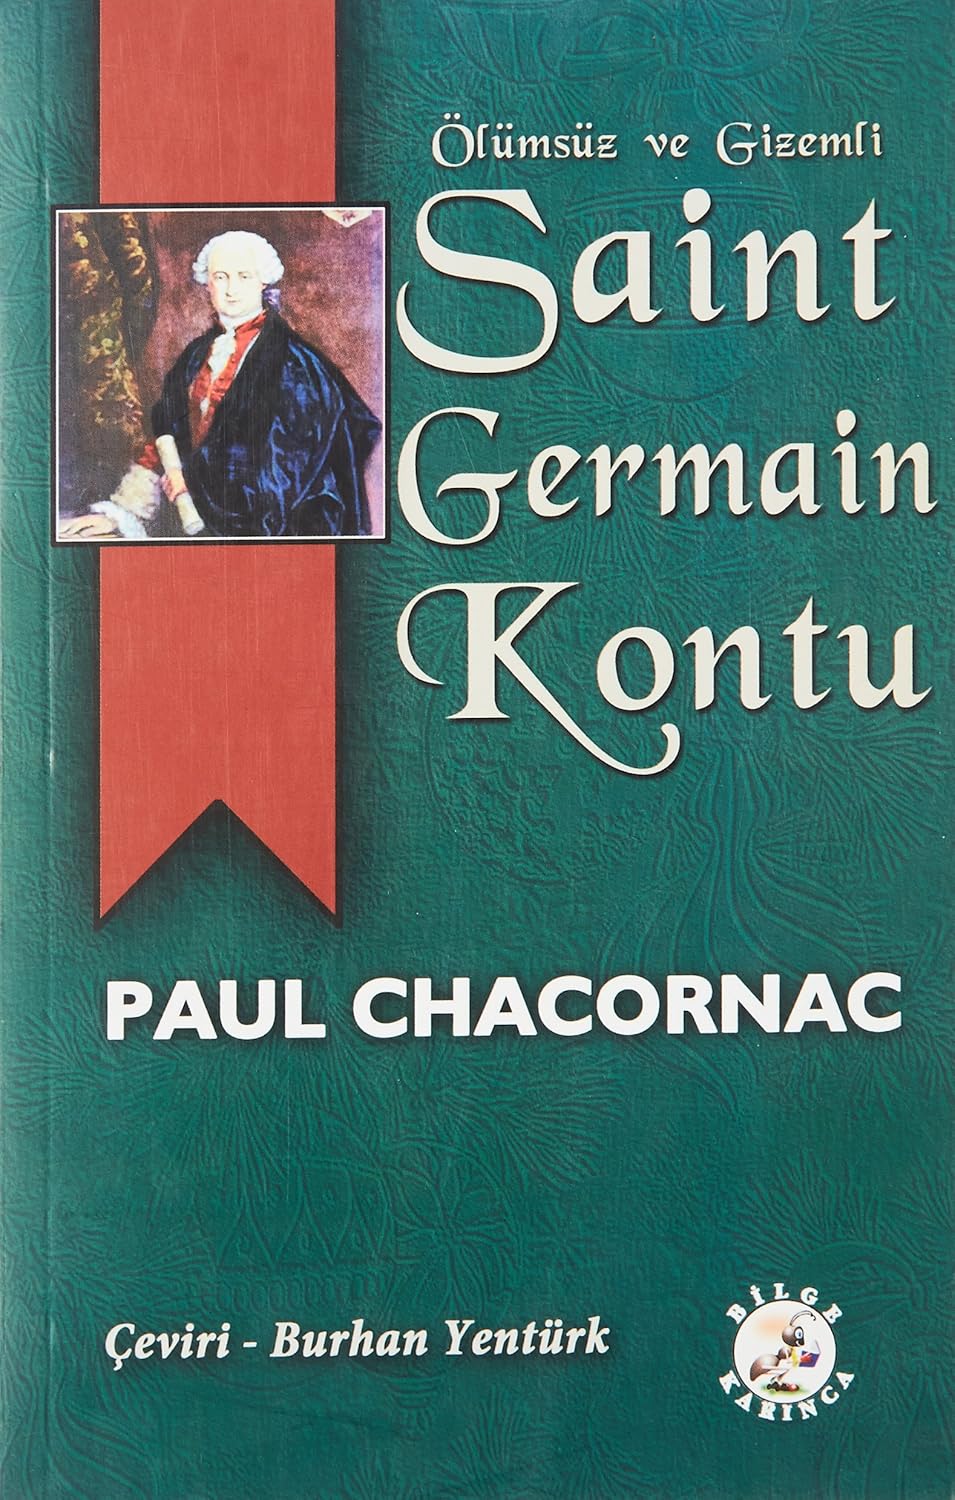 Ölümsüz ve Gizemli
Saint
Germain
Kontu
PAUL CHACORNAC
Çeviri - Burhan Yentürk
BİLGE
KARINCA